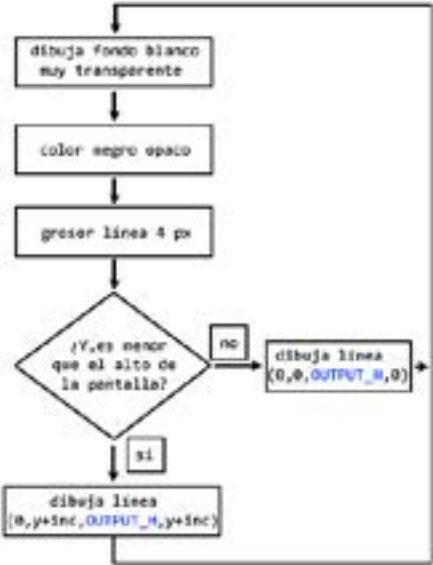 dibuja fondo blanco
muy transparente
color negro opaco
grosor línea 4 px
¿Y,es menor
que el alto de
la pantalla?
no
dibuja línea
(0,0,OUTPUT_W,0)
si
dibuja línea
(0,y+inc,OUTPUT_H,y+inc)